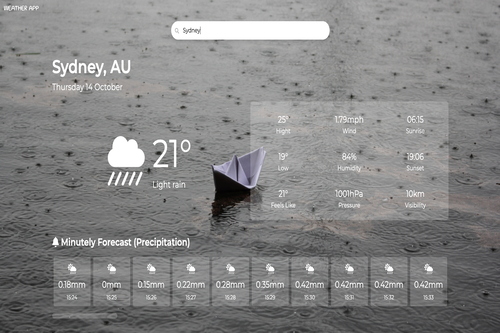 WEATHER APP
Sydney
Sydney, AU
Thursday 14 October
21°
Light rain
25° 1.79mph 06:15
Hight Wind Sunrise
19° 84% 19:06
Low Humidity Sunset
21° 1001hPa 10km
Feels Like Pressure Visibility
Minutely Forecast (Precipitation)
0.18mm 0mm 0.15mm 0.22mm 0.28mm 0.35mm 0.42mm 0.42mm 0.42mm 0.42mm
15:24 15:25 15:26 15:27 15:28 15:29 15:30 15:31 15:32 15:33